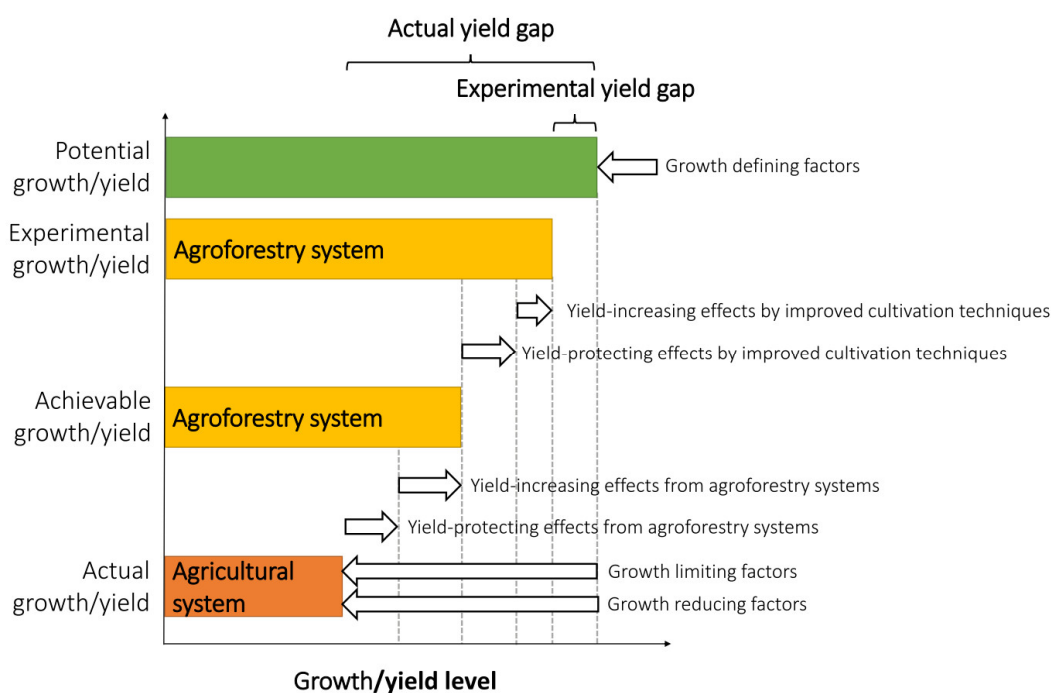 Actual yield gap
Experimental yield gap
Potential
growth/yield
Growth defining factors
Experimental
growth/yield
Agroforestry system
Yield-increasing effects by improved cultivation techniques
Yield-protecting effects by improved cultivation techniques
Achievable
growth/yield
Agroforestry system
Yield-increasing effects from agroforestry systems
Yield-protecting effects from agroforestry systems
Actual
growth/yield
Agricultural
system
Growth limiting factors
Growth reducing factors
Growth/yield level